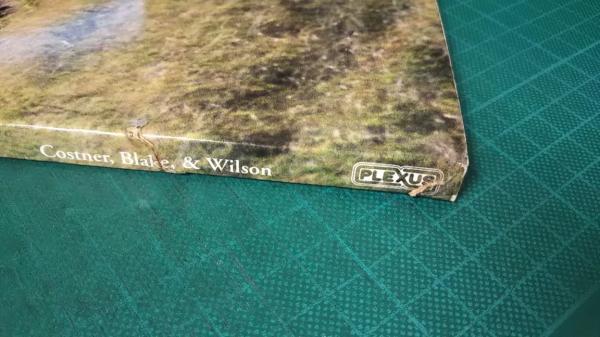 Costner, Blake, & Wilson
PLEXUS